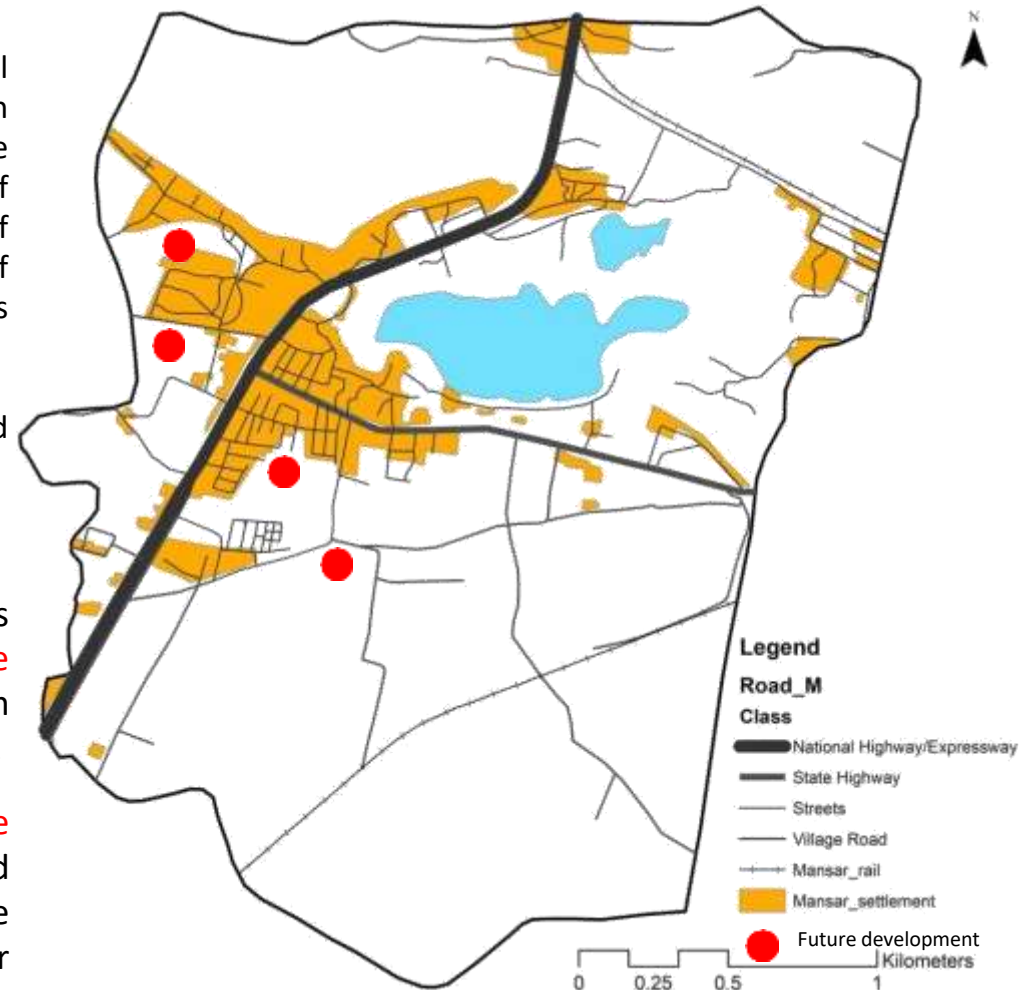 N
Legend
Road_M
Class
National Highway/Expressway
State Highway
Streets
Village Road
Mansar_rail
Mansar_settlement
Future development
Kilometers
0 0.25 0.5 1